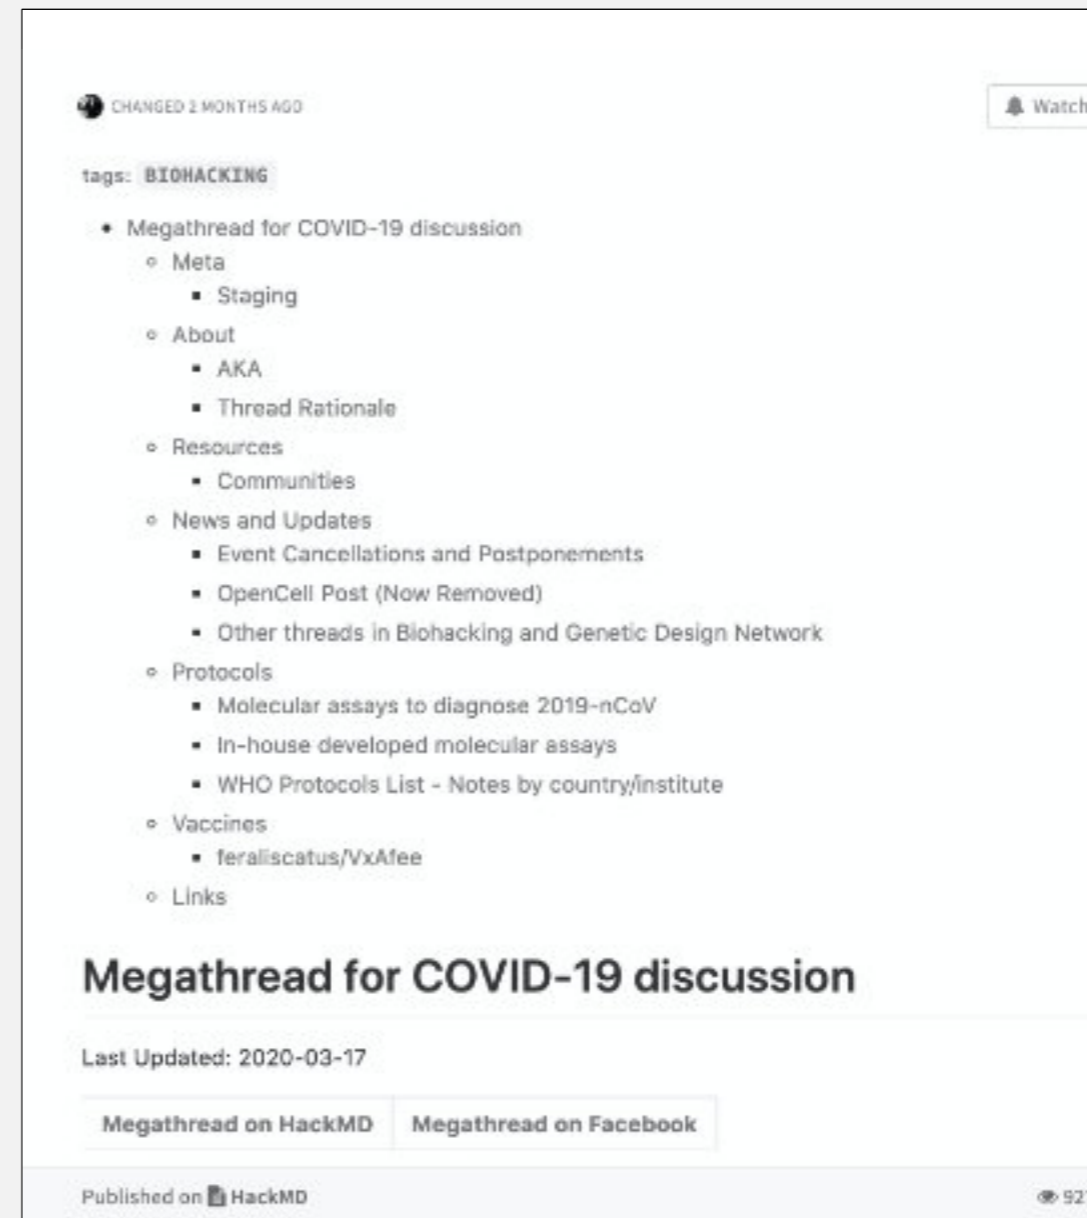 CHANGED 2 MONTHS AGO
Watch
tags: BIOHACKING
Megathread for COVID-19 discussion
Meta
Staging
About
AKA
Thread Rationale
Resources
Communities
News and Updates
Event Cancellations and Postponements
OpenCell Post (Now Removed)
Other threads in Biohacking and Genetic Design Network
Protocols
Molecular assays to diagnose 2019-nCoV
In-house developed molecular assays
WHO Protocols List - Notes by country/institute
Vaccines
feraliscatus/VxAfee
Links
Megathread for COVID-19 discussion
Last Updated: 2020-03-17
Megathread on HackMD Megathread on Facebook
Published on HackMD